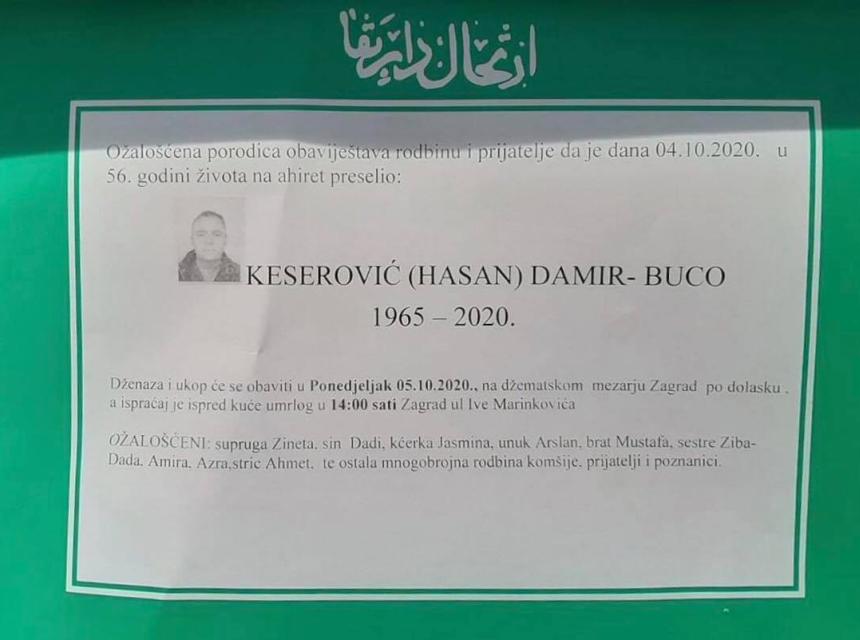 ارتحال دار بقا
Ožalošćena porodica obaviještava rodbinu i prijatelje da je dana 04.10.2020. u
56. godini života na ahiret preselio:
KESEROVIĆ (HASAN) DAMIR- BUCO
1965 – 2020.
Dženaza i ukop će se obaviti u Ponedjeljak 05.10.2020., na džematskom mezarju Zagrad po dolasku ,
a ispraćaj je ispred kuće umrlog u 14:00 sati Zagrad ul Ive Marinkovića
OŽALOŠĆENI: supruga Zineta, sin Dadi, kćerka Jasmina, unuk Arslan, brat Mustafa, sestre Ziba-
Dada, Amira, Azra,stric Ahmet, te ostala mnogobrojna rodbina komšije, prijatelji i poznanici.